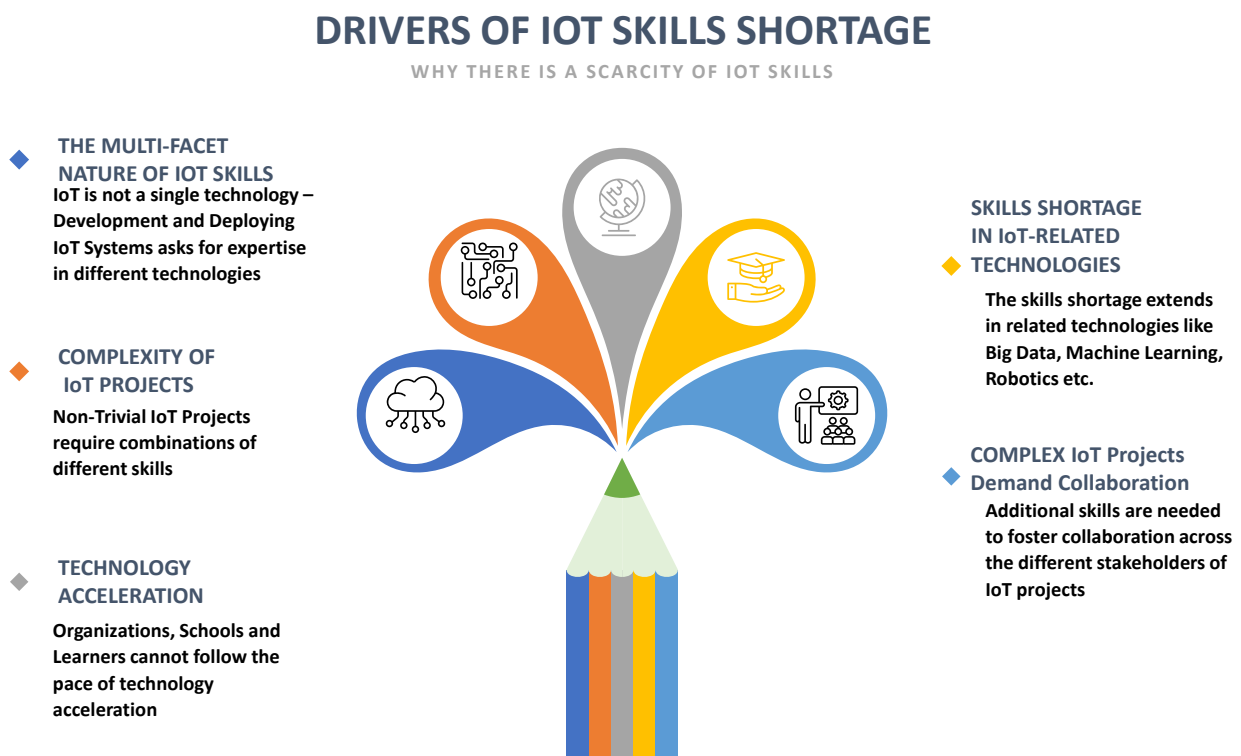 DRIVERS OF IOT SKILLS SHORTAGE
WHY THERE IS A SCARCITY OF IOT SKILLS
THE MULTI-FACET
NATURE OF IOT SKILLS
IoT is not a single technology –
Development and Deploying
IoT Systems asks for expertise
in different technologies
COMPLEXITY OF
IoT PROJECTS
Non-Trivial IoT Projects
require combinations of
different skills
TECHNOLOGY
ACCELERATION
Organizations, Schools and
Learners cannot follow the
pace of technology
acceleration
SKILLS SHORTAGE
IN IoT-RELATED
TECHNOLOGIES
The skills shortage extends
in related technologies like
Big Data, Machine Learning,
Robotics etc.
COMPLEX IoT Projects
Demand Collaboration
Additional skills are needed
to foster collaboration across
the different stakeholders of
IoT projects